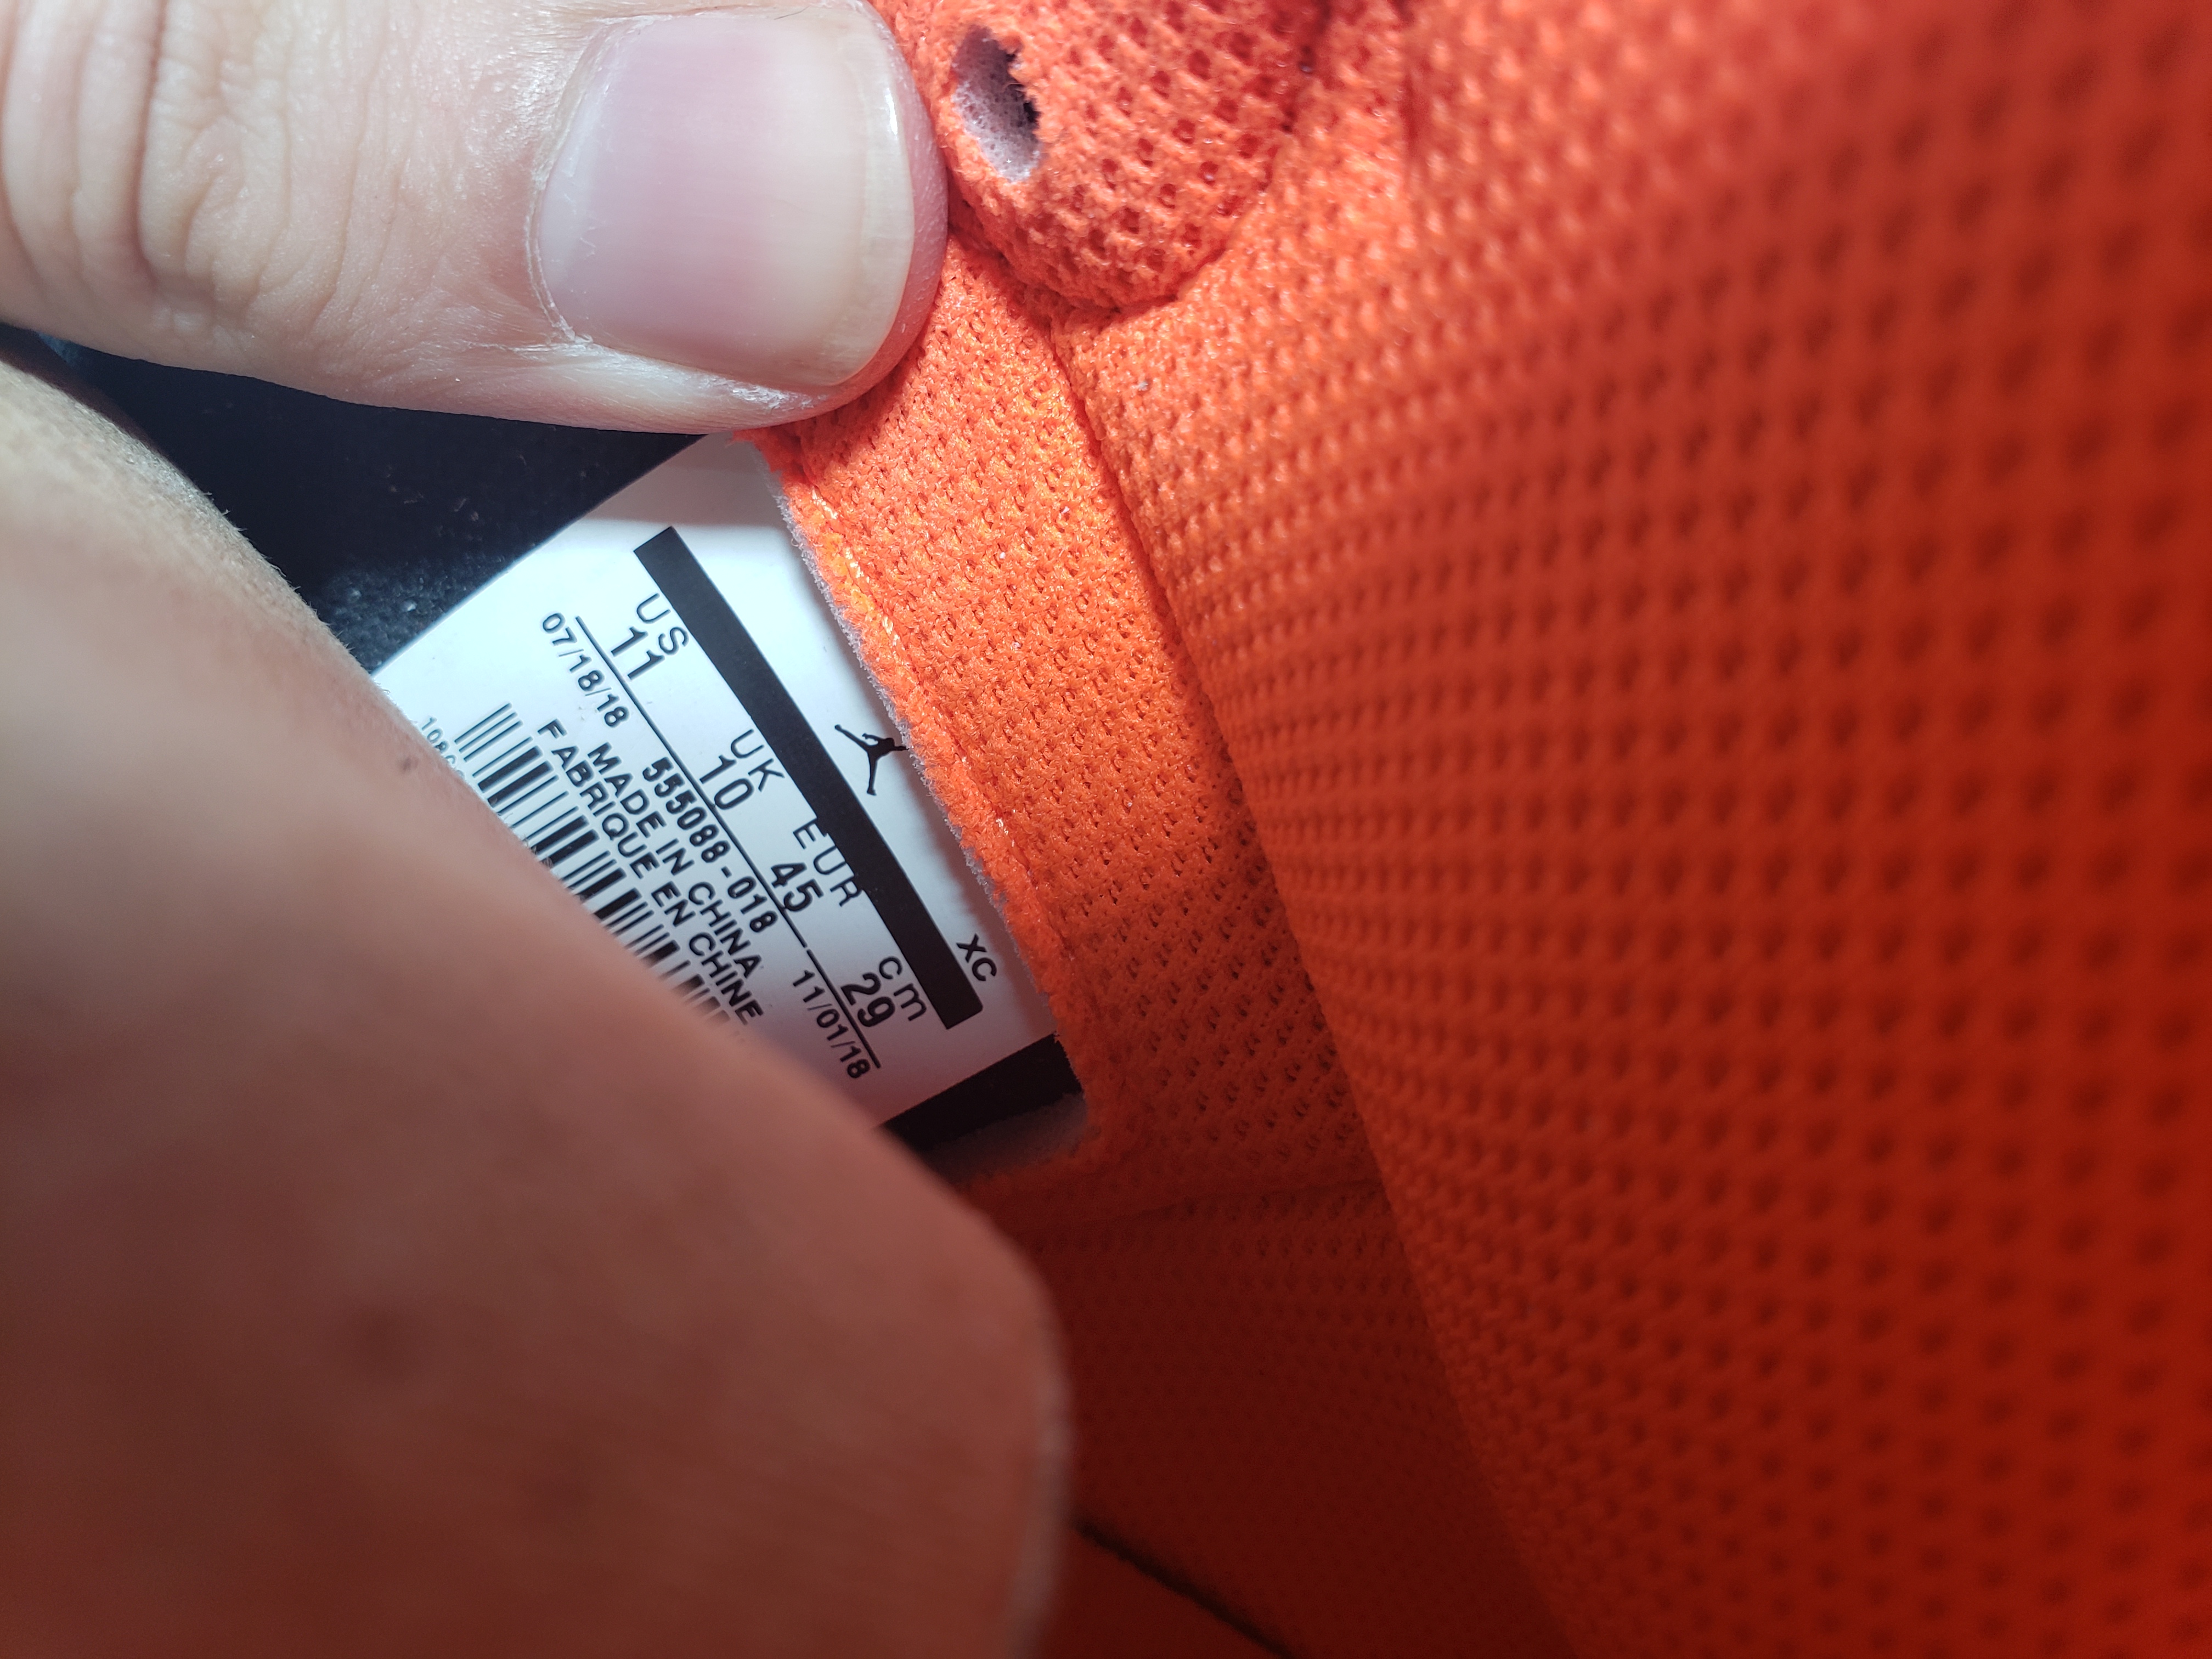 XC
US UK EUR cm
11 10 45 29
07/18/18 555088-018 11/01/18
MADE IN CHINA
FABRIQUE EN CHINE